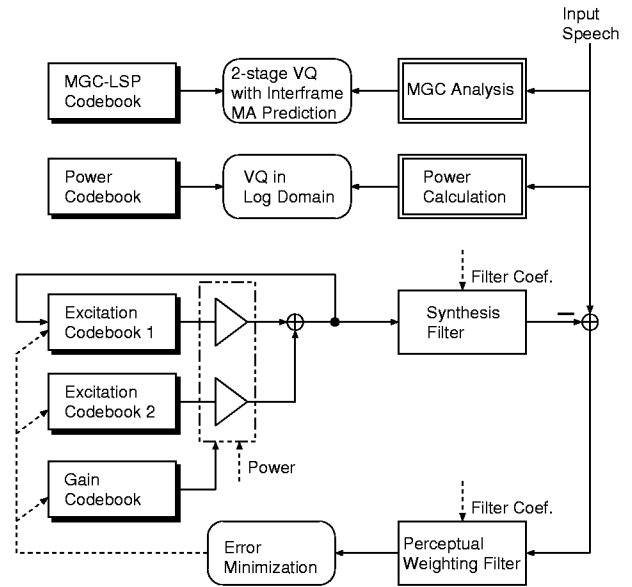 Input
Speech
MGC-LSP
Codebook
2-stage VQ
with Interframe
MA Prediction
MGC Analysis
Power
Codebook
VQ in
Log Domain
Power
Calculation
Filter Coef.
Excitation
Codebook 1
Synthesis
Filter
Excitation
Codebook 2
Power
Gain
Codebook
Filter Coef.
Error
Minimization
Perceptual
Weighting Filter